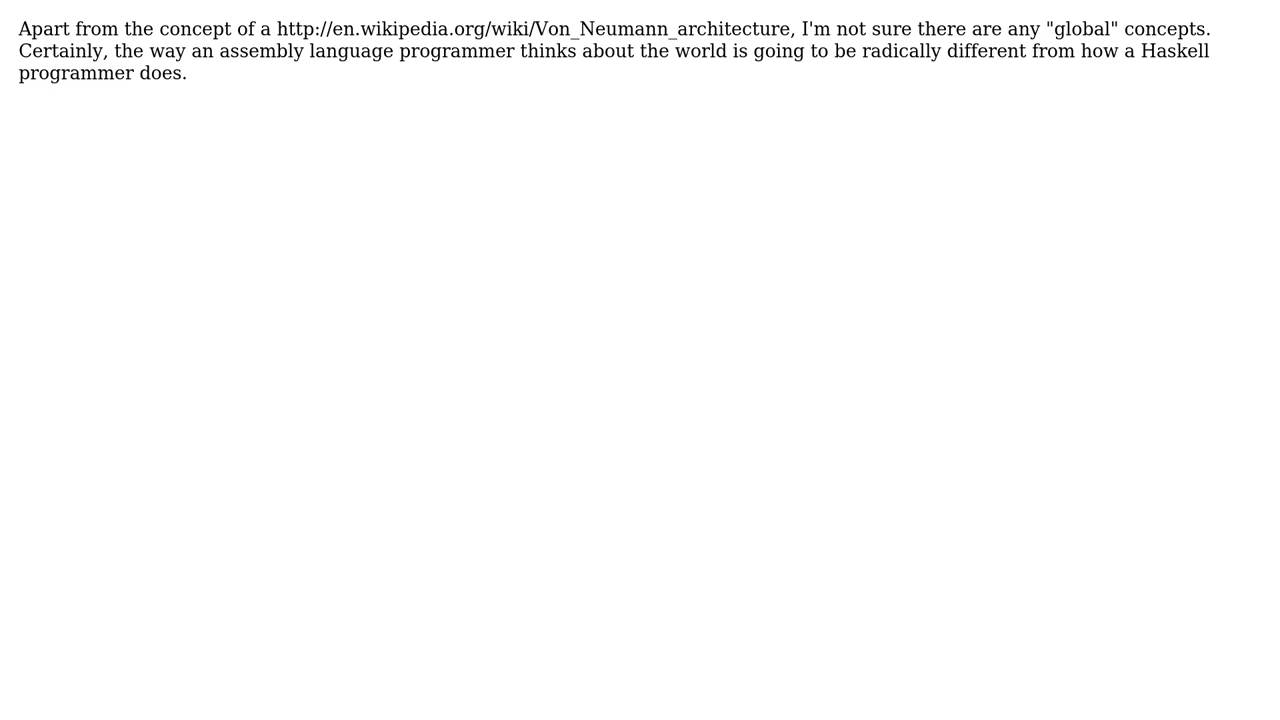 Apart from the concept of a http://en.wikipedia.org/wiki/Von_Neumann_architecture, I'm not sure there are any "global" concepts.
Certainly, the way an assembly language programmer thinks about the world is going to be radically different from how a Haskell
programmer does.